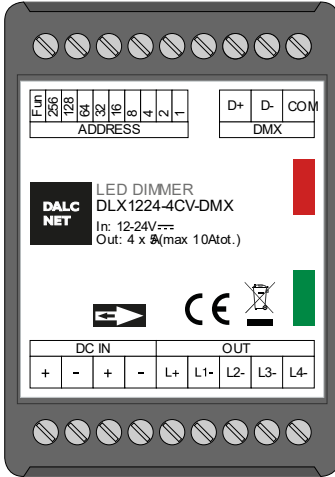 Fun 256 128 64 32 16 8 4 2 1
ADDRESS
D+ D- COM
DMX
DALC
NET
LED DIMMER
DLX1224-4CV-DMX
In: 12-24V⎓
Out: 4 x 5A(max 10Atot.)
CE
DC IN OUT
+ - + - L+ L1- L2- L3- L4-